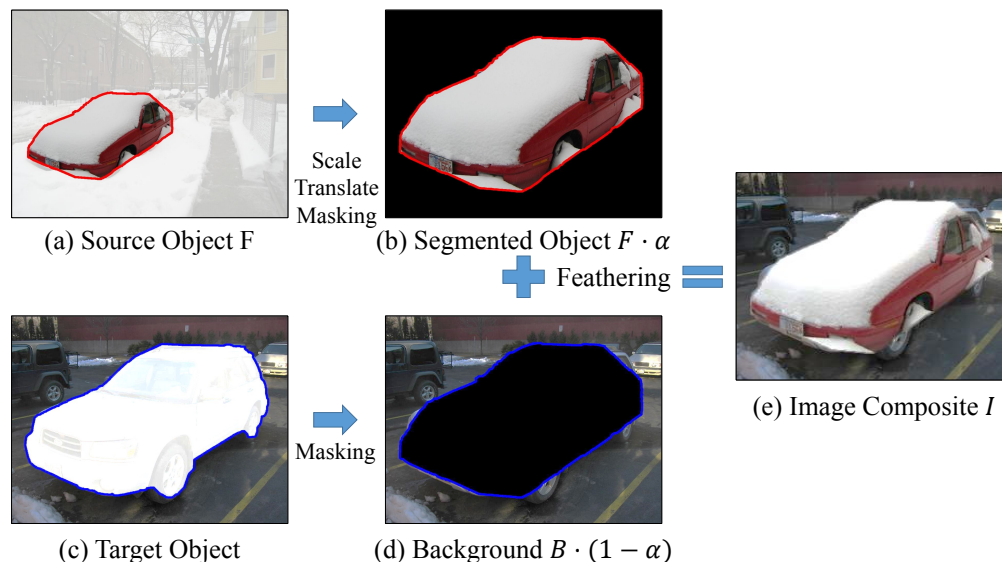 Scale
Translate
Masking
(a) Source Object F
(b) Segmented Object 𝐹 · 𝛼
Feathering
Masking
(e) Image Composite 𝐼
(c) Target Object
(d) Background 𝐵 · (1 − 𝛼)